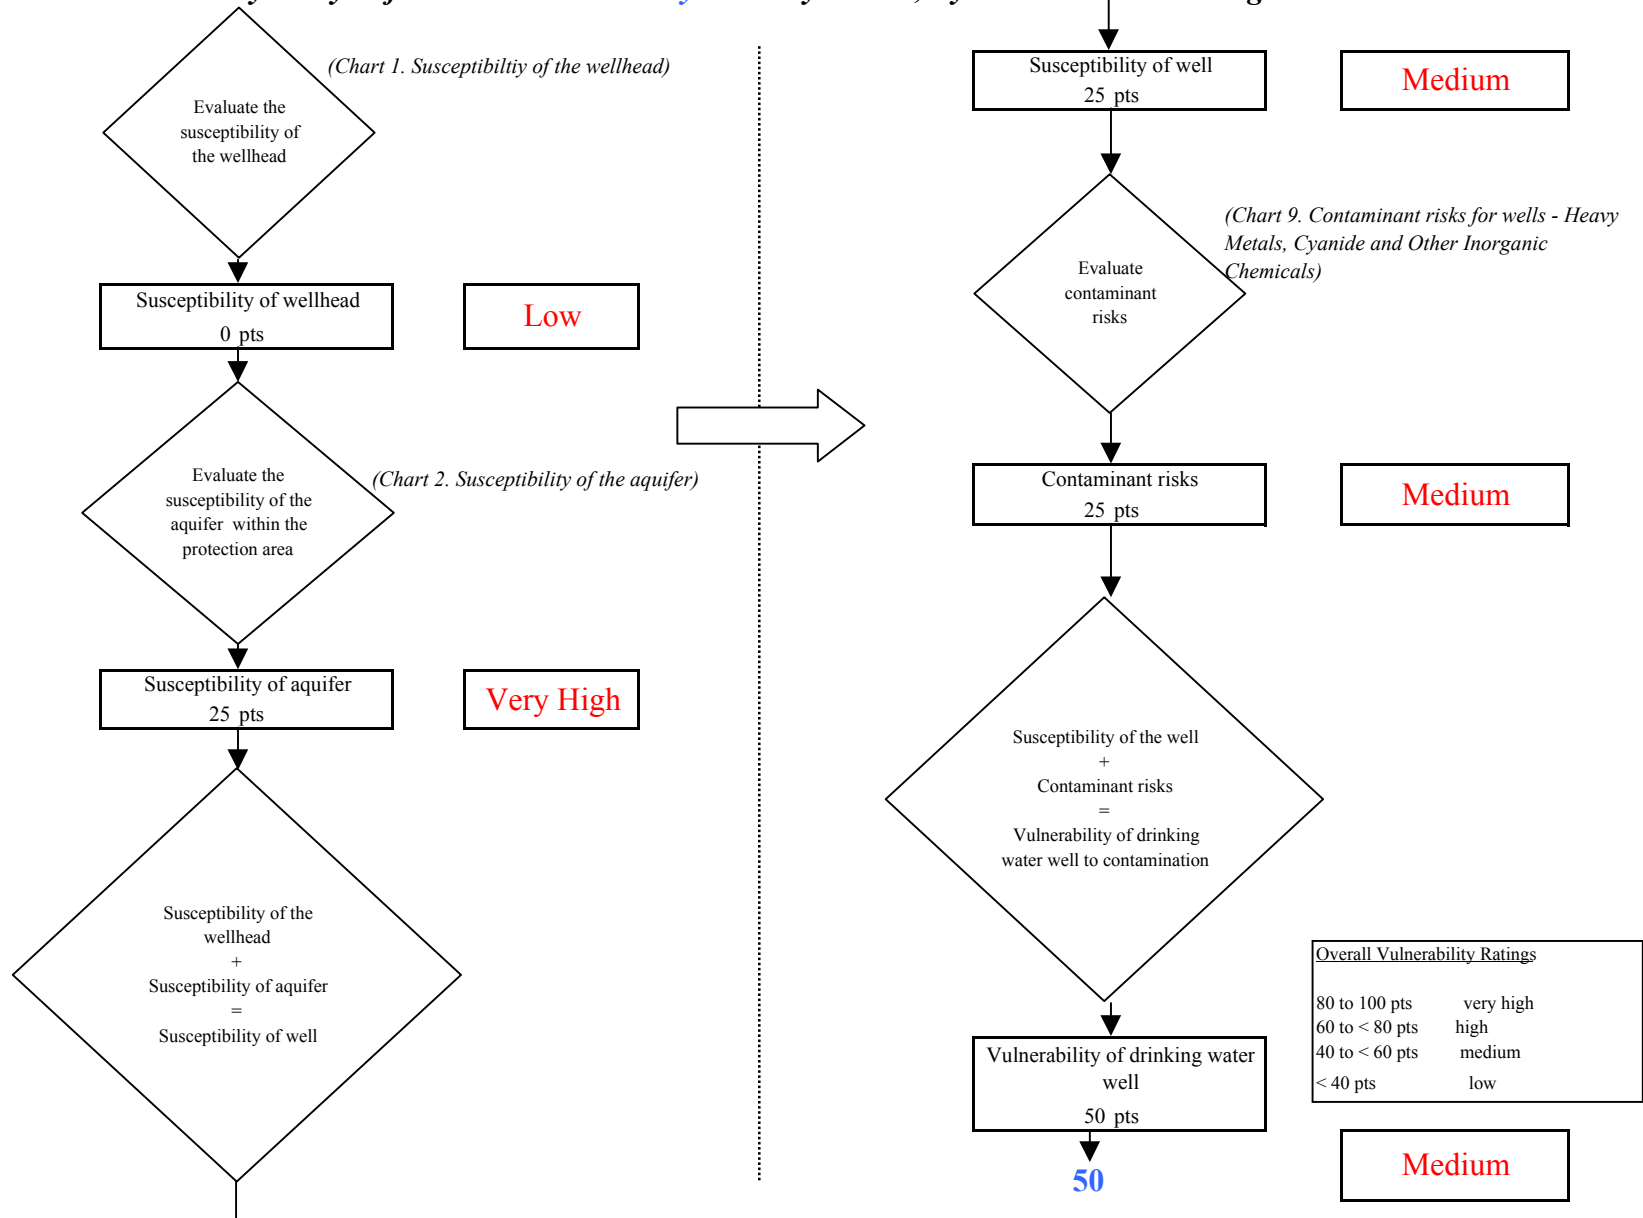 (Chart 1. Susceptibiltiy of the wellhead)
Evaluate the
susceptibility of
the wellhead
Susceptibility of wellhead
0 pts
Low
Evaluate the
susceptibility of the
aquifer within the
protection area
(Chart 2. Susceptibility of the aquifer)
Susceptibility of aquifer
25 pts
Very High
Susceptibility of the
wellhead
+
Susceptibility of aquifer
=
Susceptibility of well
Susceptibility of well
25 pts
Medium
(Chart 9. Contaminant risks for wells - Heavy
Metals, Cyanide and Other Inorganic
Chemicals)
Evaluate
contaminant
risks
Contaminant risks
25 pts
Medium
Susceptibility of the well
+
Contaminant risks
=
Vulnerability of drinking
water well to contamination
Overall Vulnerability Ratings
80 to 100 pts very high
60 to < 80 pts high
40 to < 60 pts medium
< 40 pts low
Vulnerability of drinking water
well
50 pts
50
Medium